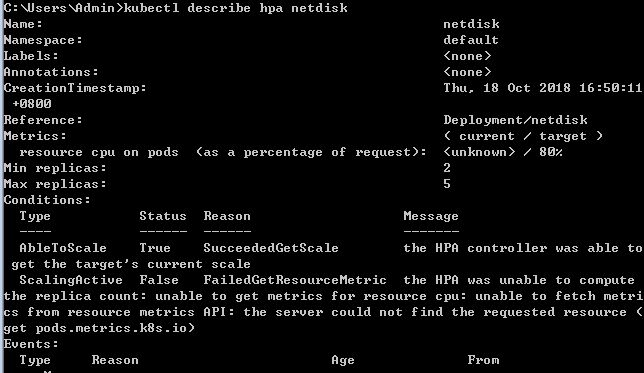 C:\Users\Admin>kubectl describe hpa netdisk
Name: netdisk
Namespace: default
Labels: <none>
Annotations: <none>
CreationTimestamp: Thu, 18 Oct 2018 16:50:11
+0800
Reference: Deployment/netdisk
Metrics: ( current / target )
resource cpu on pods (as a percentage of request): <unknown> / 80%
Min replicas: 2
Max replicas: 5
Conditions:
Type Status Reason Message
---- ------ ------ -------
AbleToScale True SucceededGetScale the HPA controller was able to
get the target's current scale
ScalingActive False FailedGetResourceMetric the HPA was unable to compute
the replica count: unable to get metrics for resource cpu: unable to fetch metri
cs from resource metrics API: the server could not find the requested resource (
get pods.metrics.k8s.io)
Events:
Type Reason Age From